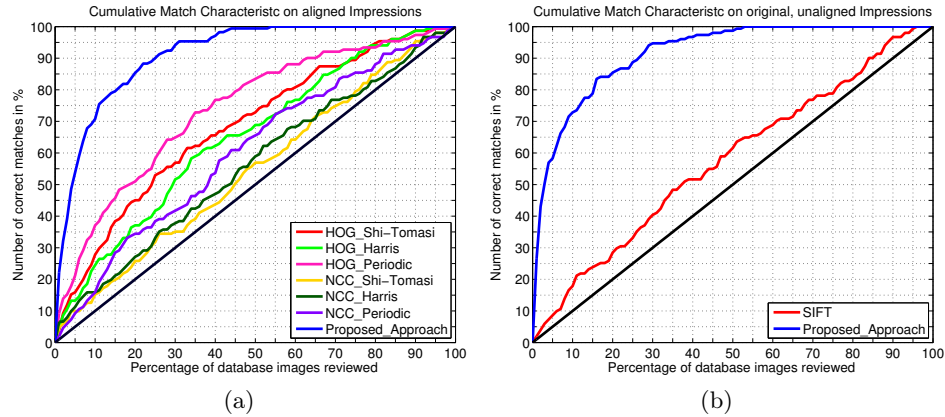 Cumulative Match Characteristc on aligned Impressions
100
90
80
70
60
50
40
30
20
10
0
Number of correct matches in %
HOG_Shi-Tomasi
HOG_Harris
HOG_Periodic
NCC_Shi-Tomasi
NCC_Harris
NCC_Periodic
Proposed_Approach
0 10 20 30 40 50 60 70 80 90 100
Percentage of database images reviewed
(a)
Cumulative Match Characteristc on original, unaligned Impressions
100
90
80
70
60
50
40
30
20
10
0
Number of correct matches in %
SIFT
Proposed_Approach
0 10 20 30 40 50 60 70 80 90 100
Percentage of database images reviewed
(b)